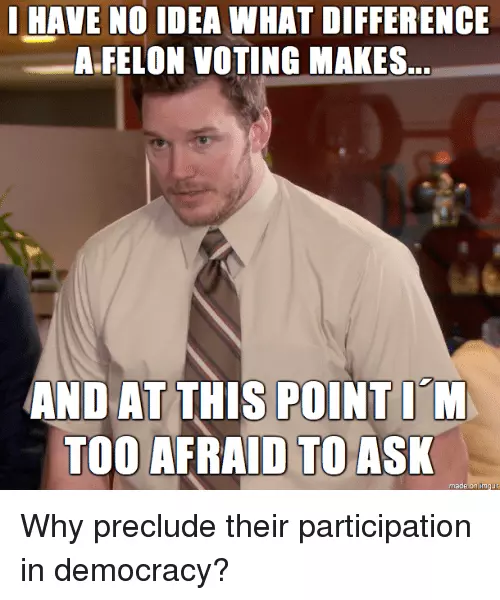 I HAVE NO IDEA WHAT DIFFERENCE
A FELON VOTING MAKES...
AND AT THIS POINT I´M
TOO AFRAID TO ASK
made on imgur
Why preclude their participation
in democracy?